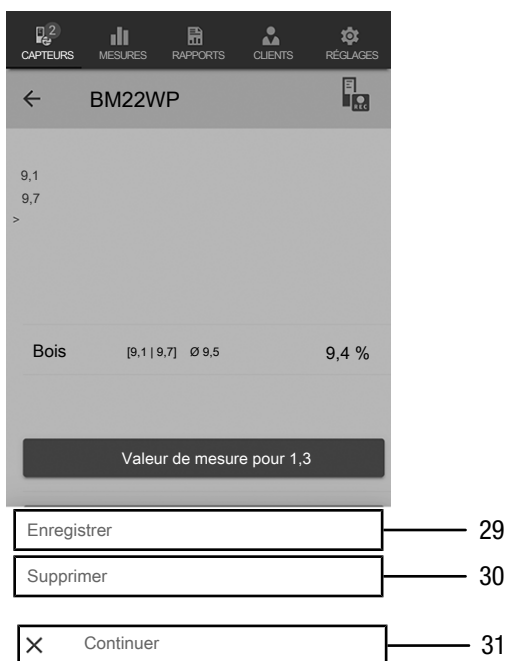 2
CAPTEURS MESURES RAPPORTS CLIENTS RÉGLAGES
BM22WP
REC
9,1
9,7
>
Bois [9,1 | 9,7] Ø 9,5 9,4 %
Valeur de mesure pour 1,3
Enregistrer 29
Supprimer 30
Continuer 31